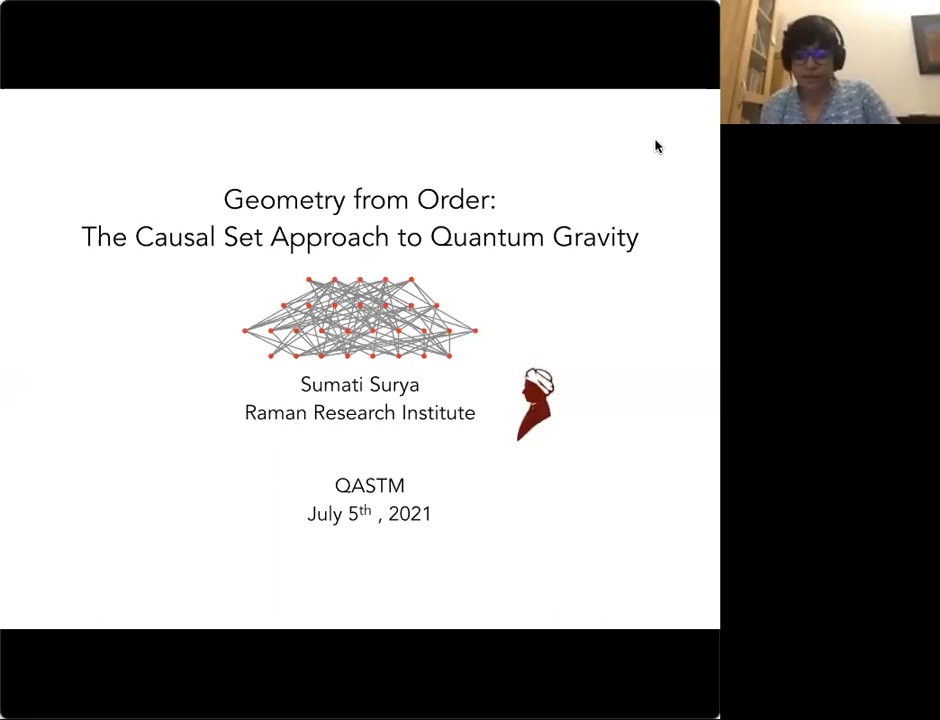 Geometry from Order:
The Causal Set Approach to Quantum Gravity
Sumati Surya
Raman Research Institute
QASTM
July 5th , 2021